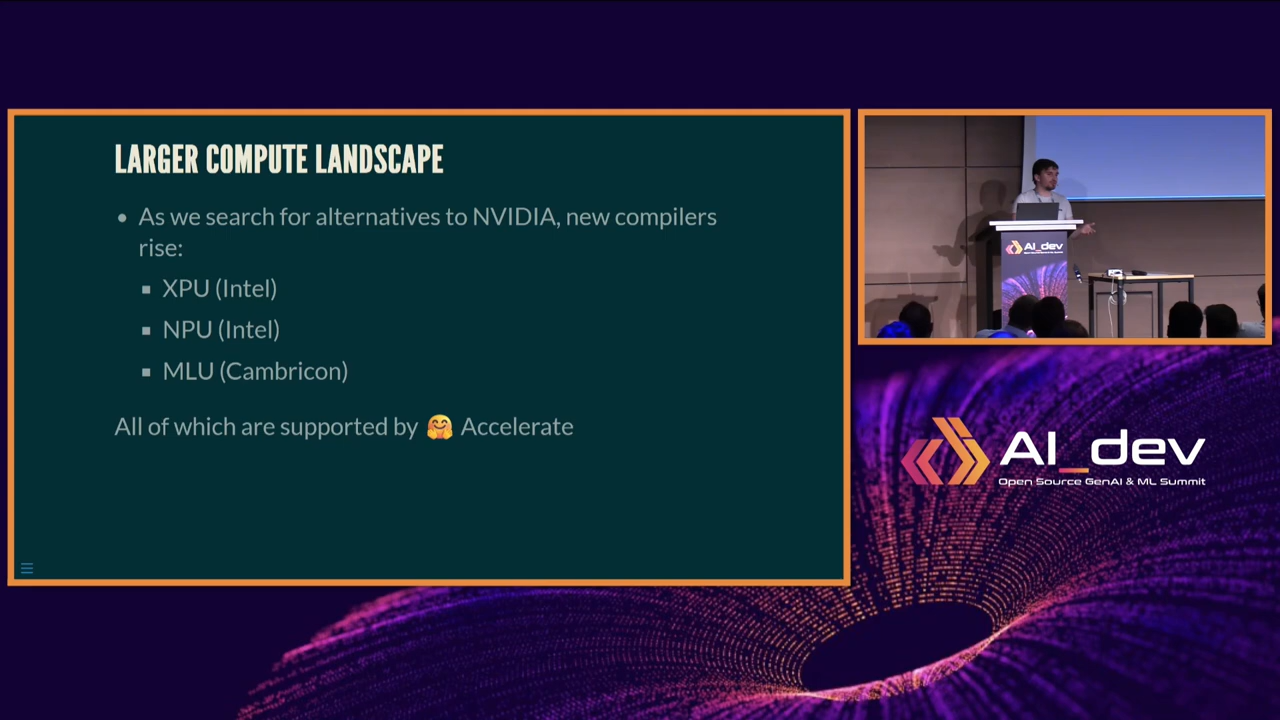 LARGER COMPUTE LANDSCAPE
• As we search for alternatives to NVIDIA, new compilers
rise:
▪ XPU (Intel)
▪ NPU (Intel)
▪ MLU (Cambricon)
All of which are supported by 🤗 Accelerate
AI_dev
AI_dev
Open Source GenAI & ML Summit